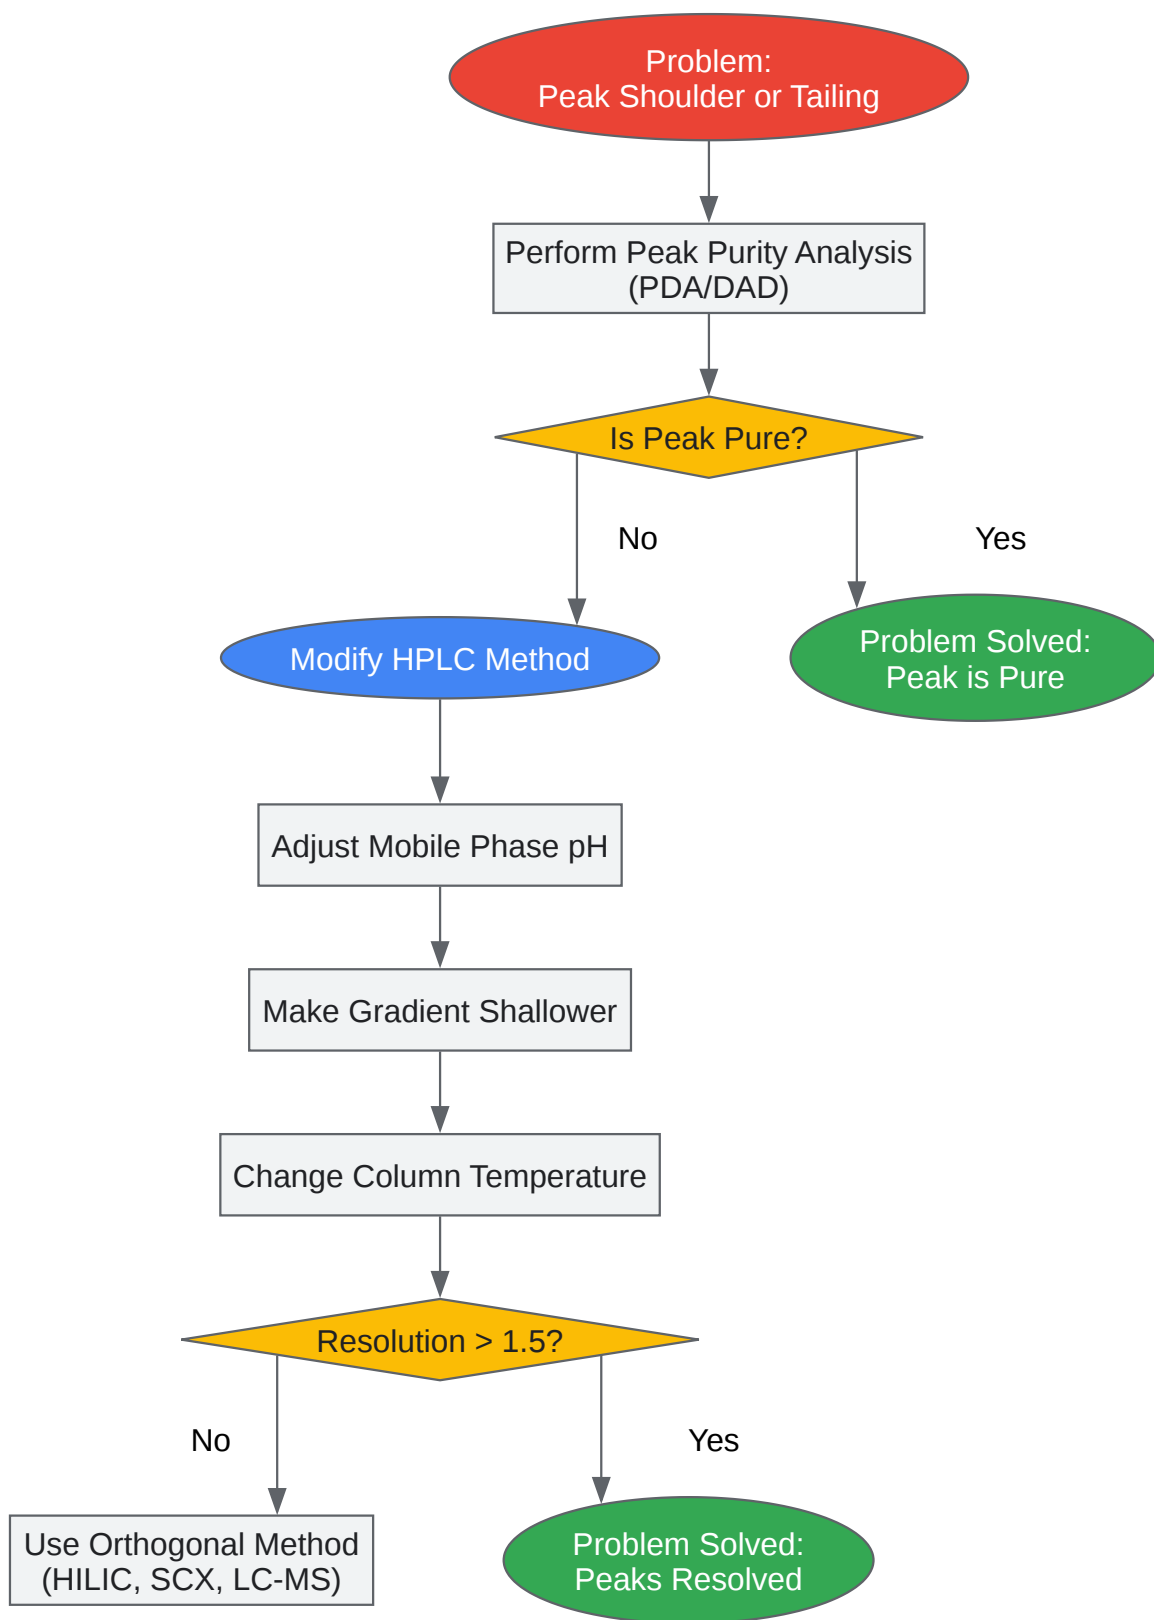 Problem:
Peak Shoulder or Tailing
Perform Peak Purity Analysis
(PDA/DAD)
Is Peak Pure?
No
Yes
Modify HPLC Method
Problem Solved:
Peak is Pure
Adjust Mobile Phase pH
Make Gradient Shallower
Change Column Temperature
Resolution > 1.5?
No
Yes
Use Orthogonal Method
(HILIC, SCX, LC-MS)
Problem Solved:
Peaks Resolved